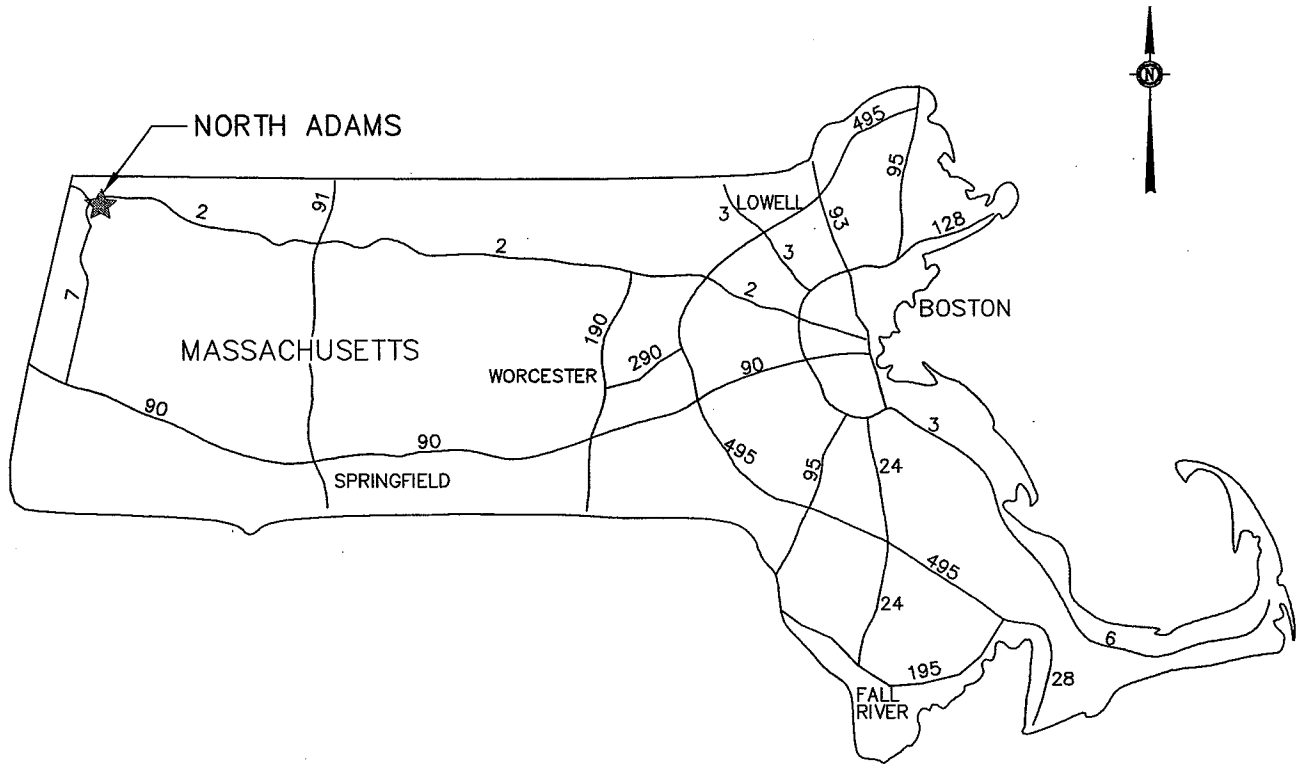 N
NORTH ADAMS
495
95
91
2
3
LOWELL
93
128
3
2
7
2
BOSTON
190
MASSACHUSETTS
290
WORCESTER
90
90
90
3
495
95
24
SPRINGFIELD
495
24
6
195
28
FALL
RIVER